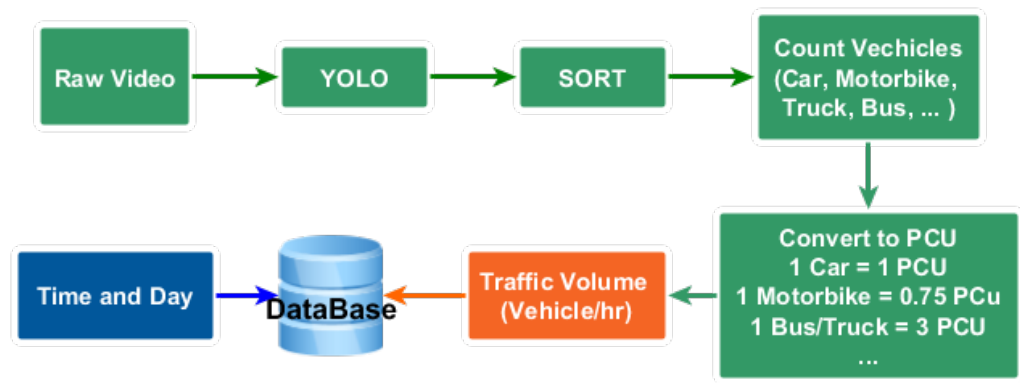 Raw Video
YOLO
SORT
Count Vechicles
(Car, Motorbike,
Truck, Bus, ... )
Convert to PCU
1 Car = 1 PCU
1 Motorbike = 0.75 PCu
1 Bus/Truck = 3 PCU
...
Traffic Volume
(Vehicle/hr)
DataBase
Time and Day